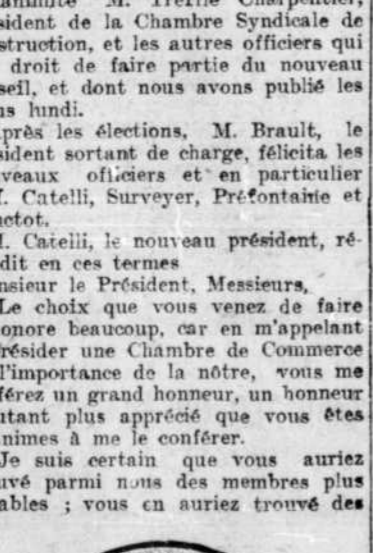 M. Trefflé Charpentier,
sident de la Chambre Syndicale de
struction, et les autres officiers qui
droit de faire partie du nouveau
seil, et dont nous avons publié les
ns lundi.
près les élections, M. Brault, le
sident sortant de charge, félicita les
veaux officiers et en particulier
I. Catelli, Surveyer, Préfontaine et
ctot.
I. Catelli, le nouveau président, ré-
dit en ces termes
nsieur le Président, Messieurs,
Le choix que vous venez de faire
onore beaucoup, car en m'appelant
résider une Chambre de Commerce
l'importance de la nôtre, vous me
férez un grand honneur, un honneur
utant plus apprécié que vous êtes
nimes à me le conférer.
Je suis certain que vous auriez
uvé parmi nous des membres plus
ables ; vous en auriez trouvé des